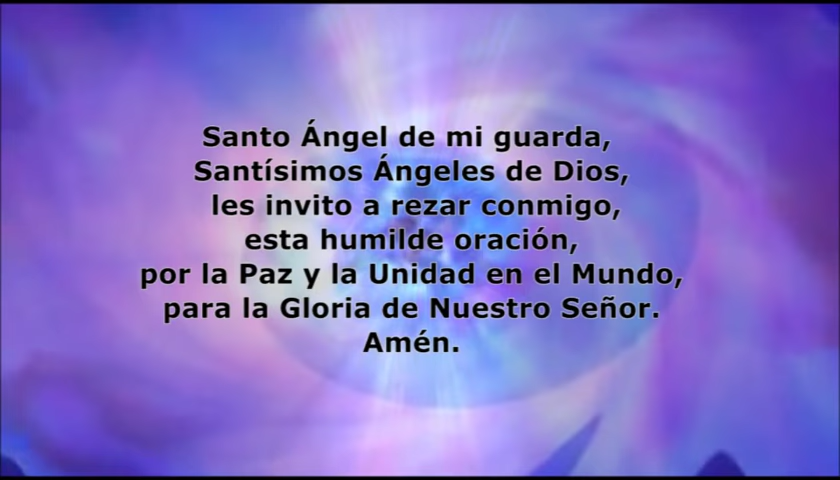 Santo Ángel de mi guarda,
Santísimos Ángeles de Dios,
les invito a rezar conmigo,
esta humilde oración,
por la Paz y la Unidad en el Mundo,
para la Gloria de Nuestro Señor.
Amén.